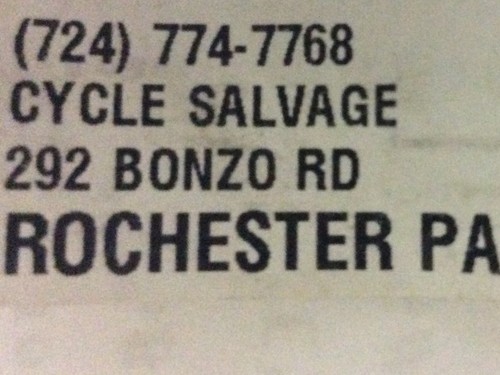 (724) 774-7768
CYCLE SALVAGE
292 BONZO RD
ROCHESTER PA